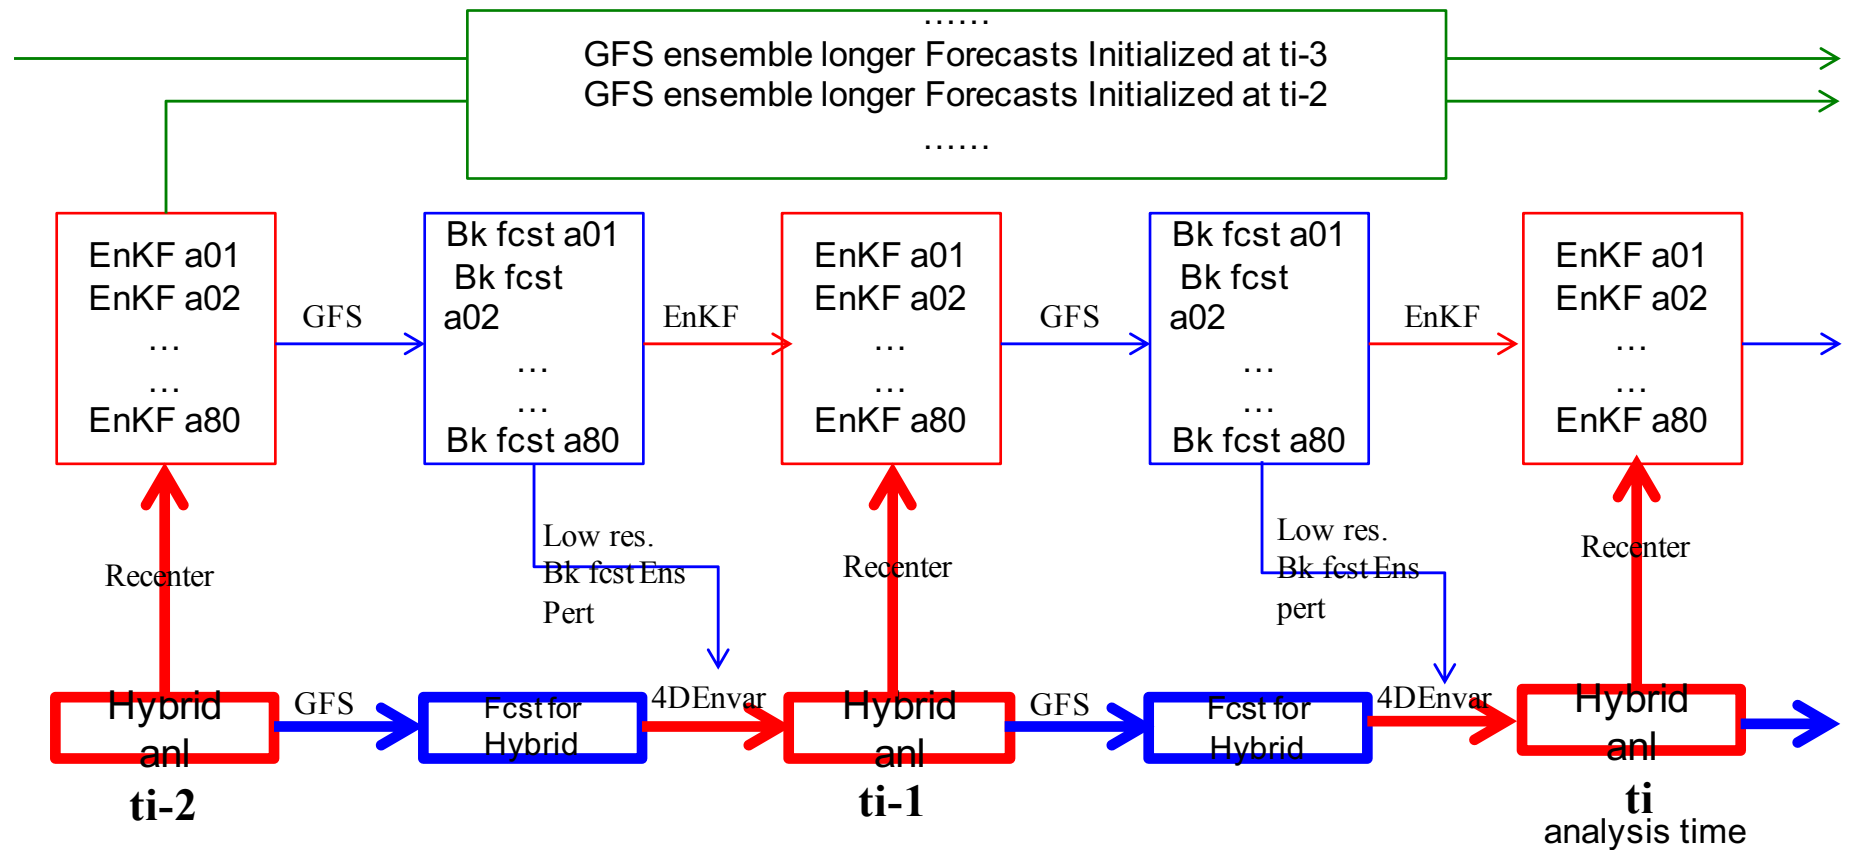 ......
GFS ensemble longer Forecasts Initialized at ti-3
GFS ensemble longer Forecasts Initialized at ti-2
......
EnKF a01
EnKF a02
...
...
EnKF a80
GFS
Bk fcst a01
Bk fcst
a02
...
...
Bk fcst a80
EnKF
EnKF a01
EnKF a02
...
...
EnKF a80
GFS
Bk fcst a01
Bk fcst
a02
...
...
Bk fcst a80
EnKF
EnKF a01
EnKF a02
...
...
EnKF a80
Recenter
Low res.
Bk fcst Ens
Pert
Recenter
Low res.
Bk fcst Ens
pert
Recenter
Hybrid
anl
GFS
Fcst for
Hybrid
4DEnvar
Hybrid
anl
GFS
Fcst for
Hybrid
4DEnvar
Hybrid
anl
ti-2
ti-1
ti
analysis time